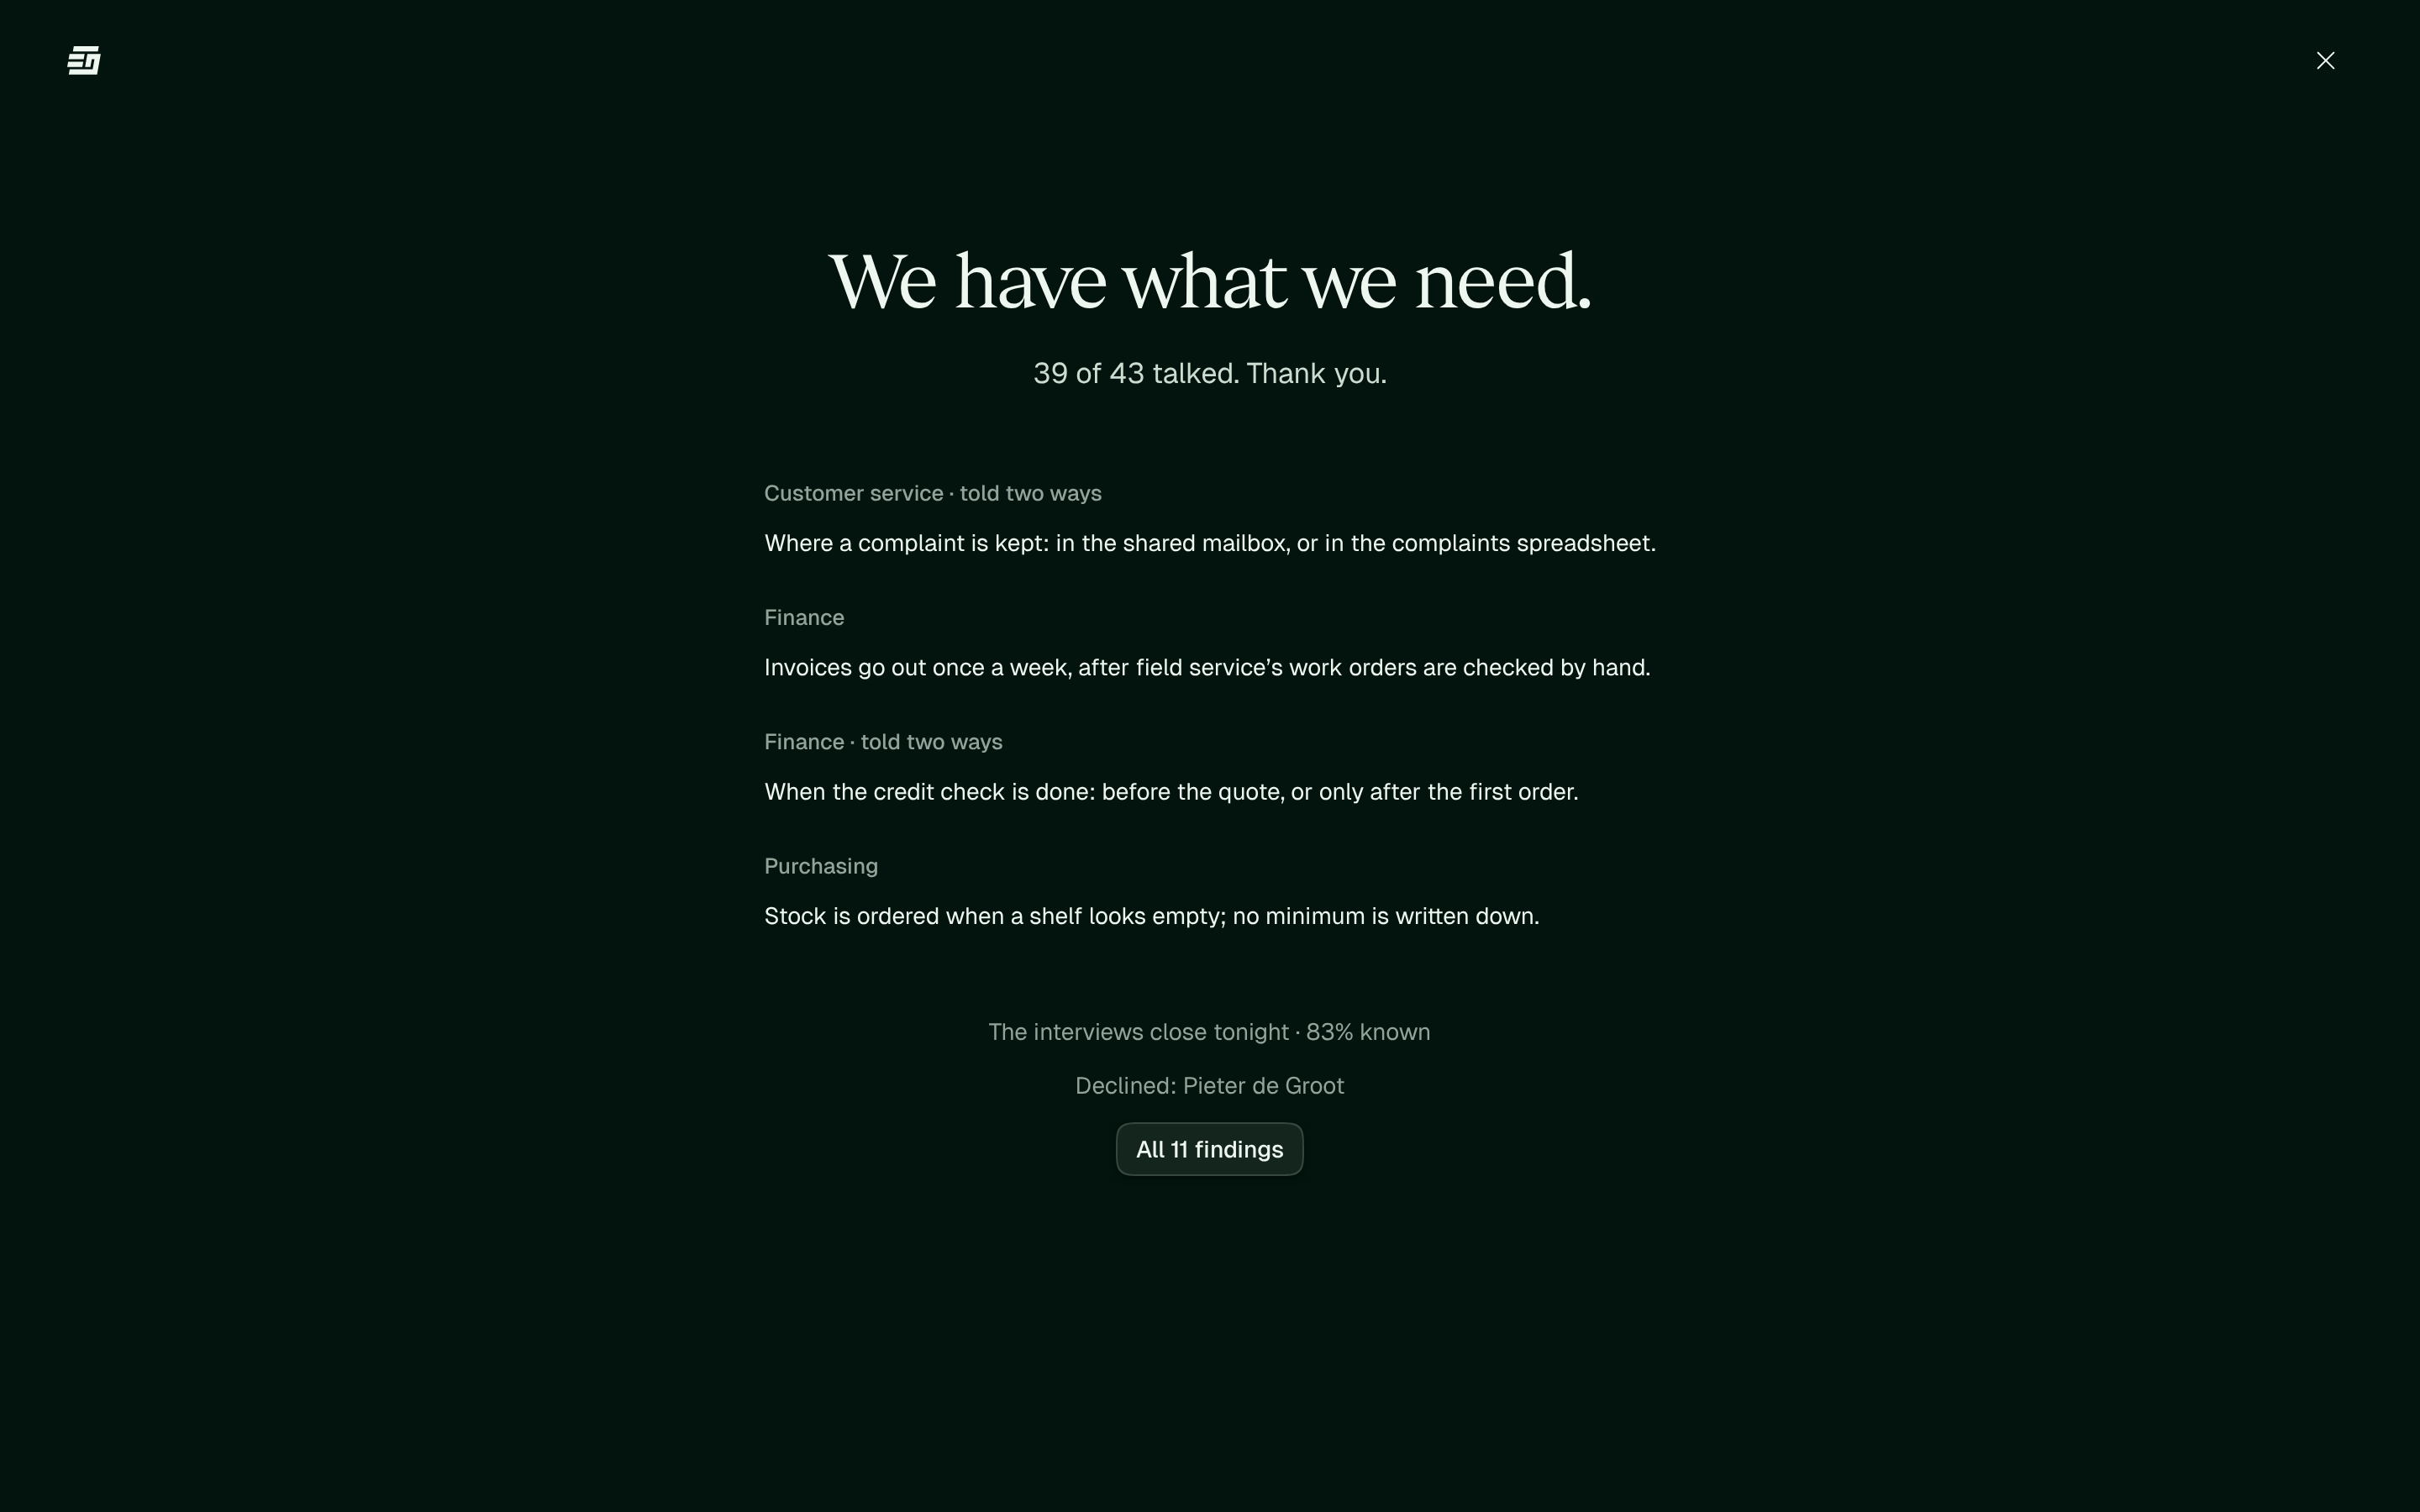 We have what we need.
39 of 43 talked. Thank you.
Customer service · told two ways
Where a complaint is kept: in the shared mailbox, or in the complaints spreadsheet.
Finance
Invoices go out once a week, after field service’s work orders are checked by hand.
Finance · told two ways
When the credit check is done: before the quote, or only after the first order.
Purchasing
Stock is ordered when a shelf looks empty; no minimum is written down.
The interviews close tonight · 83% known
Declined: Pieter de Groot
All 11 findings